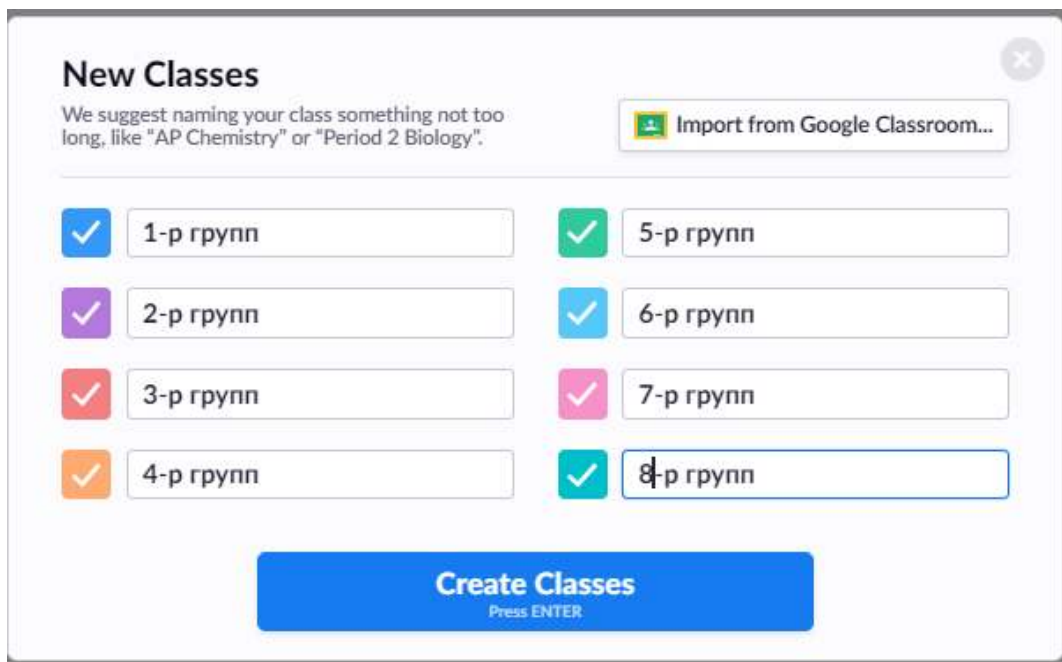 New Classes
We suggest naming your class something not too
long, like “AP Chemistry” or “Period 2 Biology”.
Import from Google Classroom...
1-р групп
2-р групп
3-р групп
4-р групп
5-р групп
6-р групп
7-р групп
8-р групп
Create Classes
Press ENTER